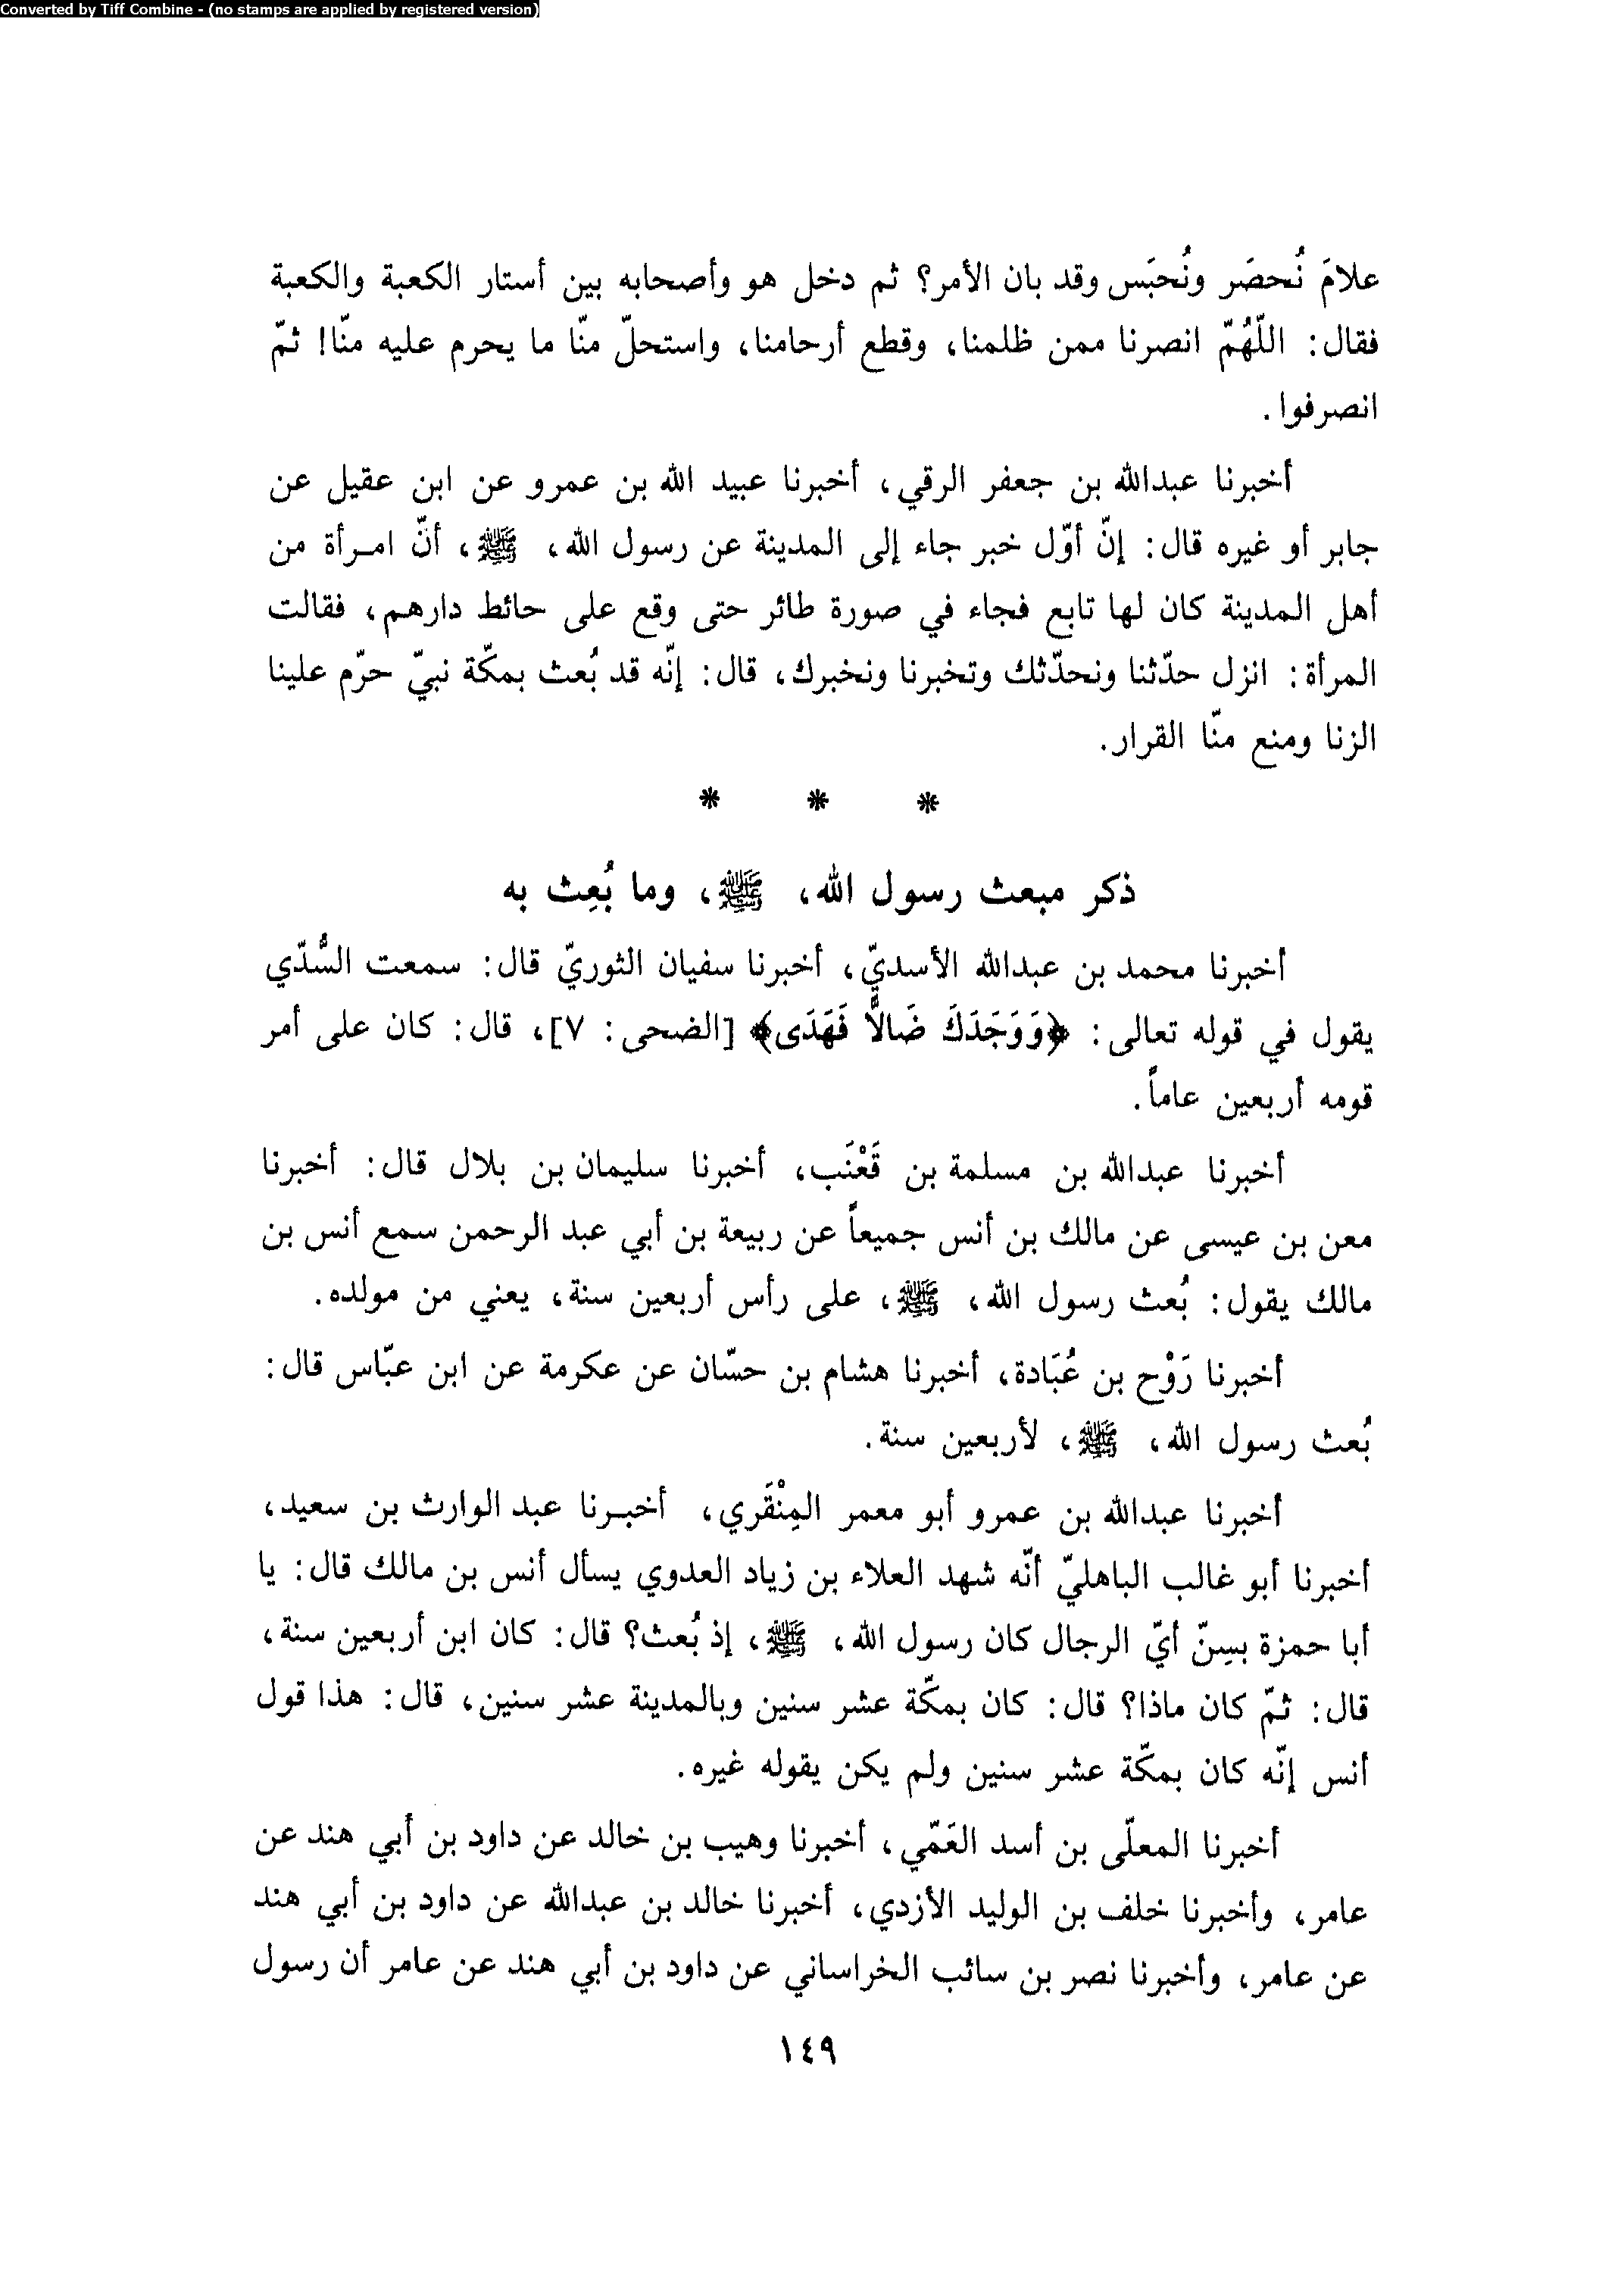 Converted by Tiff Combine - (no stamps are applied by registered version)
علامَ نُحصَر ونُحبَس وقد بان الأمر؟ ثم دخل هو وأصحابه بين أستار الكعبة والكعبة
فقال: اللّهُمّ انصرنا ممن ظلمنا، وقطع أرحامنا، واستحلّ منّا ما يحرم عليه منّا! ثمّ
انصرفوا.
أخبرنا عبدالله بن جعفر الرقي، أخبرنا عبيد الله بن عمرو عن ابن عقيل عن
جابر أو غيره قال: إنّ أوّل خبر جاء إلى المدينة عن رسول الله، ﷺ، أنّ امرأة من
أهل المدينة كان لها تابع فجاء في صورة طائر حتى وقع على حائط دارهم، فقالت
المرأة: انزل حدّثنا ونحدّثك وتخبرنا ونخبرك، قال: إنّه قد بُعث بمكّة نبيّ حرّم علينا
الزنا ومنع منّا القرار.
* * *
ذكر مبعث رسول الله، ﷺ، وما بُعِث به
أخبرنا محمد بن عبدالله الأسديّ، أخبرنا سفيان الثوريّ قال: سمعت السُّدّي
يقول في قوله تعالى: ﴿وَوَجَدَكَ ضَالاًّ فَهَدَى﴾ [الضحى: ٧]، قال: كان على أمر
قومه أربعين عاماً.
أخبرنا عبدالله بن مسلمة بن قَعْنَب، أخبرنا سليمان بن بلال قال: أخبرنا
معن بن عيسى عن مالك بن أنس جميعاً عن ربيعة بن أبي عبد الرحمن سمع أنس بن
مالك يقول: بُعث رسول الله، ﷺ، على رأس أربعين سنة، يعني من مولده.
أخبرنا رَوْح بن عُبَادة، أخبرنا هشام بن حسّان عن عكرمة عن ابن عبّاس قال:
بُعث رسول الله، ﷺ، لأربعين سنة.
أخبرنا عبدالله بن عمرو أبو معمر المِنْقَري، أخبرنا عبد الوارث بن سعيد،
أخبرنا أبو غالب الباهليّ أنّه شهد العلاء بن زياد العدوي يسأل أنس بن مالك قال: يا
أبا حمزة بسِنّ أيّ الرجال كان رسول الله، ﷺ، إذ بُعث؟ قال: كان ابن أربعين سنة،
قال: ثمّ كان ماذا؟ قال: كان بمكّة عشر سنين وبالمدينة عشر سنين، قال: هذا قول
أنس إنّه كان بمكّة عشر سنين ولم يكن يقوله غيره.
أخبرنا المعلّى بن أسد العَمّي، أخبرنا وهيب بن خالد عن داود بن أبي هند عن
عامر، وأخبرنا خلف بن الوليد الأزدي، أخبرنا خالد بن عبدالله عن داود بن أبي هند
عن عامر، وأخبرنا نصر بن سائب الخراساني عن داود بن أبي هند عن عامر أن رسول
١٤٩